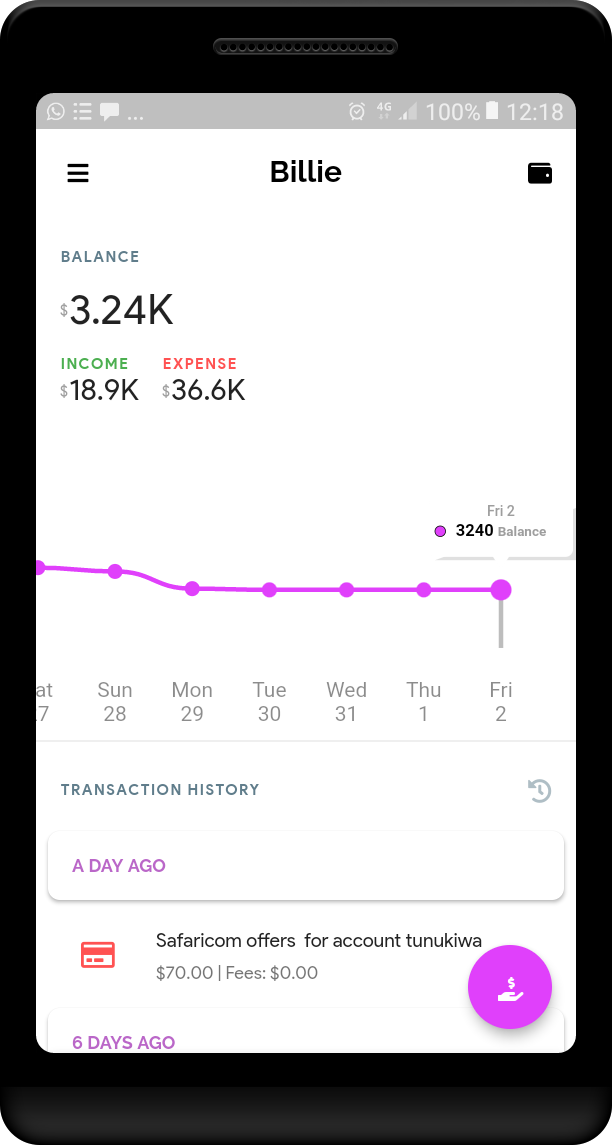 ... 4G 100% 12:18
Billie
BALANCE
$3.24K
INCOME EXPENSE
$18.9K $36.6K
Fri 2
3240 Balance
at Sun Mon Tue Wed Thu Fri
27 28 29 30 31 1 2
TRANSACTION HISTORY
A DAY AGO
Safaricom offers  for account tunukiwa
$70.00 | Fees: $0.00
$
6 DAYS AGO